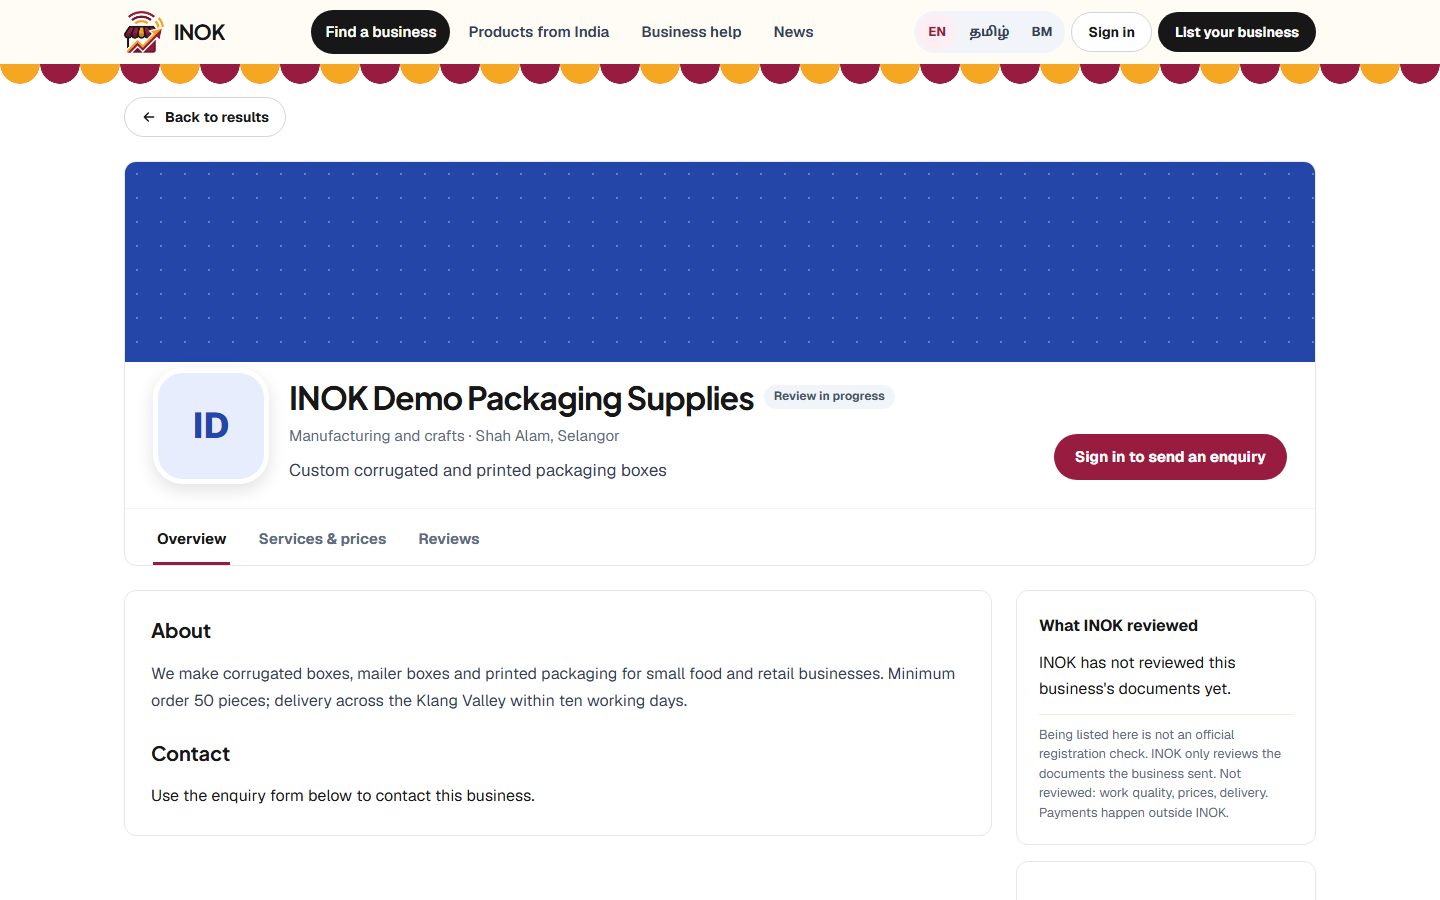 INOK
Find a business
Products from India
Business help
News
EN
தமிழ்
BM
Sign in
List your business
← Back to results
ID
INOK Demo Packaging Supplies
Review in progress
Manufacturing and crafts · Shah Alam, Selangor
Custom corrugated and printed packaging boxes
Sign in to send an enquiry
Overview
Services & prices
Reviews
About
We make corrugated boxes, mailer boxes and printed packaging for small food and retail businesses. Minimum
order 50 pieces; delivery across the Klang Valley within ten working days.
Contact
Use the enquiry form below to contact this business.
What INOK reviewed
INOK has not reviewed this
business's documents yet.
Being listed here is not an official
registration check. INOK only reviews the
documents the business sent. Not
reviewed: work quality, prices, delivery.
Payments happen outside INOK.